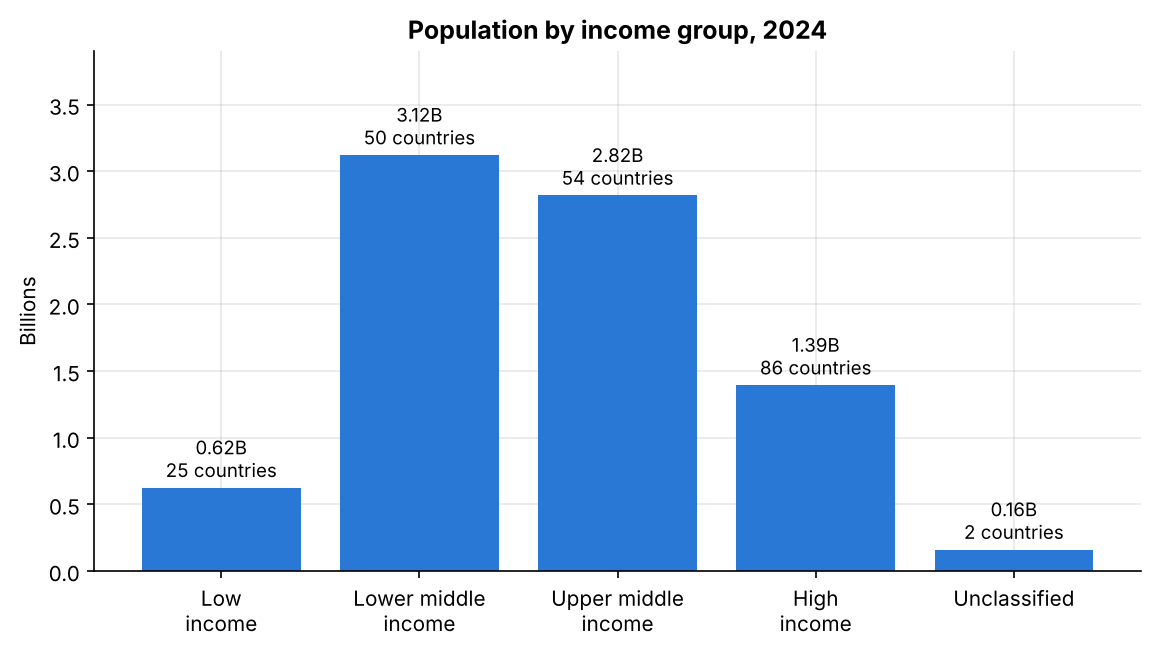 Population by income group, 2024
Billions
3.5
3.0
2.5
2.0
1.5
1.0
0.5
0.0
0.62B
25 countries
3.12B
50 countries
2.82B
54 countries
1.39B
86 countries
0.16B
2 countries
Low
income
Lower middle
income
Upper middle
income
High
income
Unclassified